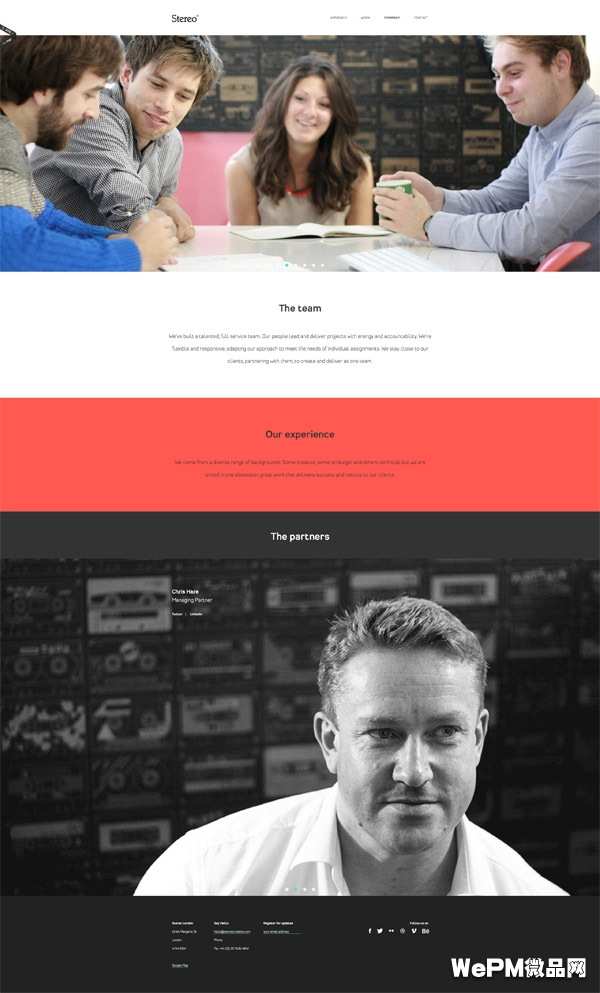 Stereo
APPROACH
WORK
COMPANY
CONTACT
The team
We've built a talented, full service team. Our people lead and deliver projects with energy and accountability. We're
flexible and responsive, adapting our approach to meet the needs of individual assignments. We stay close to our
clients, partnering with them, to create and deliver as one team.
Our experience
We come from a diverse range of backgrounds. Some creative, some strategic and others technical but we are
united in one obsession: great work that delivers success and results to our clients.
The partners
Chris Hare
Managing Partner
Twitter | LinkedIn
Stereo London
Say Hello
Register for updates
Follow us on
your email address
London
Phone
Google Map
WePM微品网